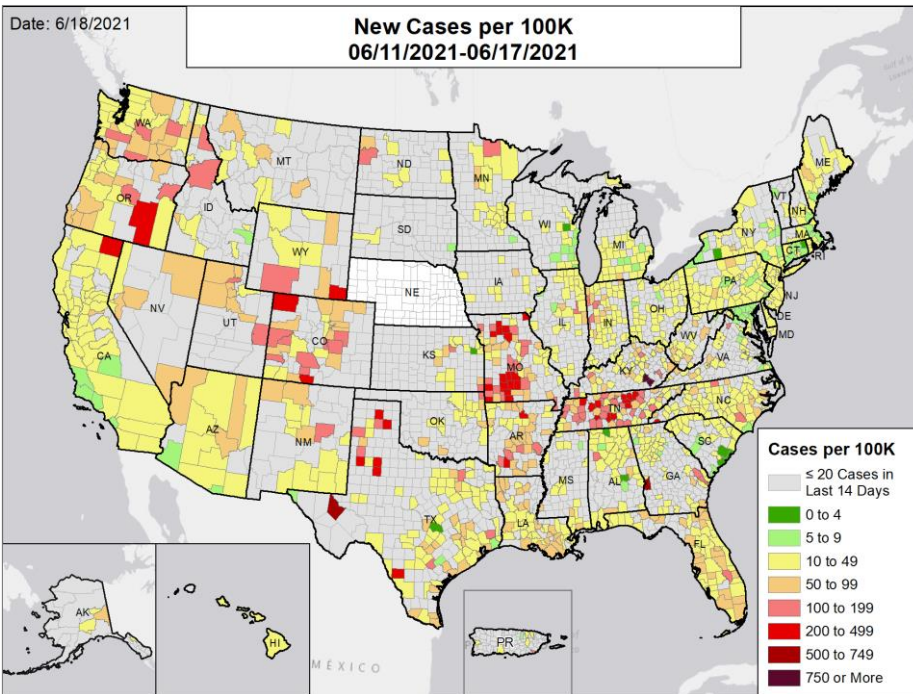 Date: 6/18/2021
New Cases per 100K
06/11/2021-06/17/2021
WA
MT
ND
MN
ME
OR
ID
WY
SD
WI
MI
VT
NH
NY
MA
CT
RI
NV
UT
CO
NE
IA
IL
IN
OH
PA
NJ
DE
MD
CA
KS
MO
KY
WV
VA
AZ
NM
OK
AR
TN
NC
SC
TX
LA
MS
AL
GA
FL
AK
HI
PR
MÉXICO
Cases per 100K
≤ 20 Cases in
Last 14 Days
0 to 4
5 to 9
10 to 49
50 to 99
100 to 199
200 to 499
500 to 749
750 or More